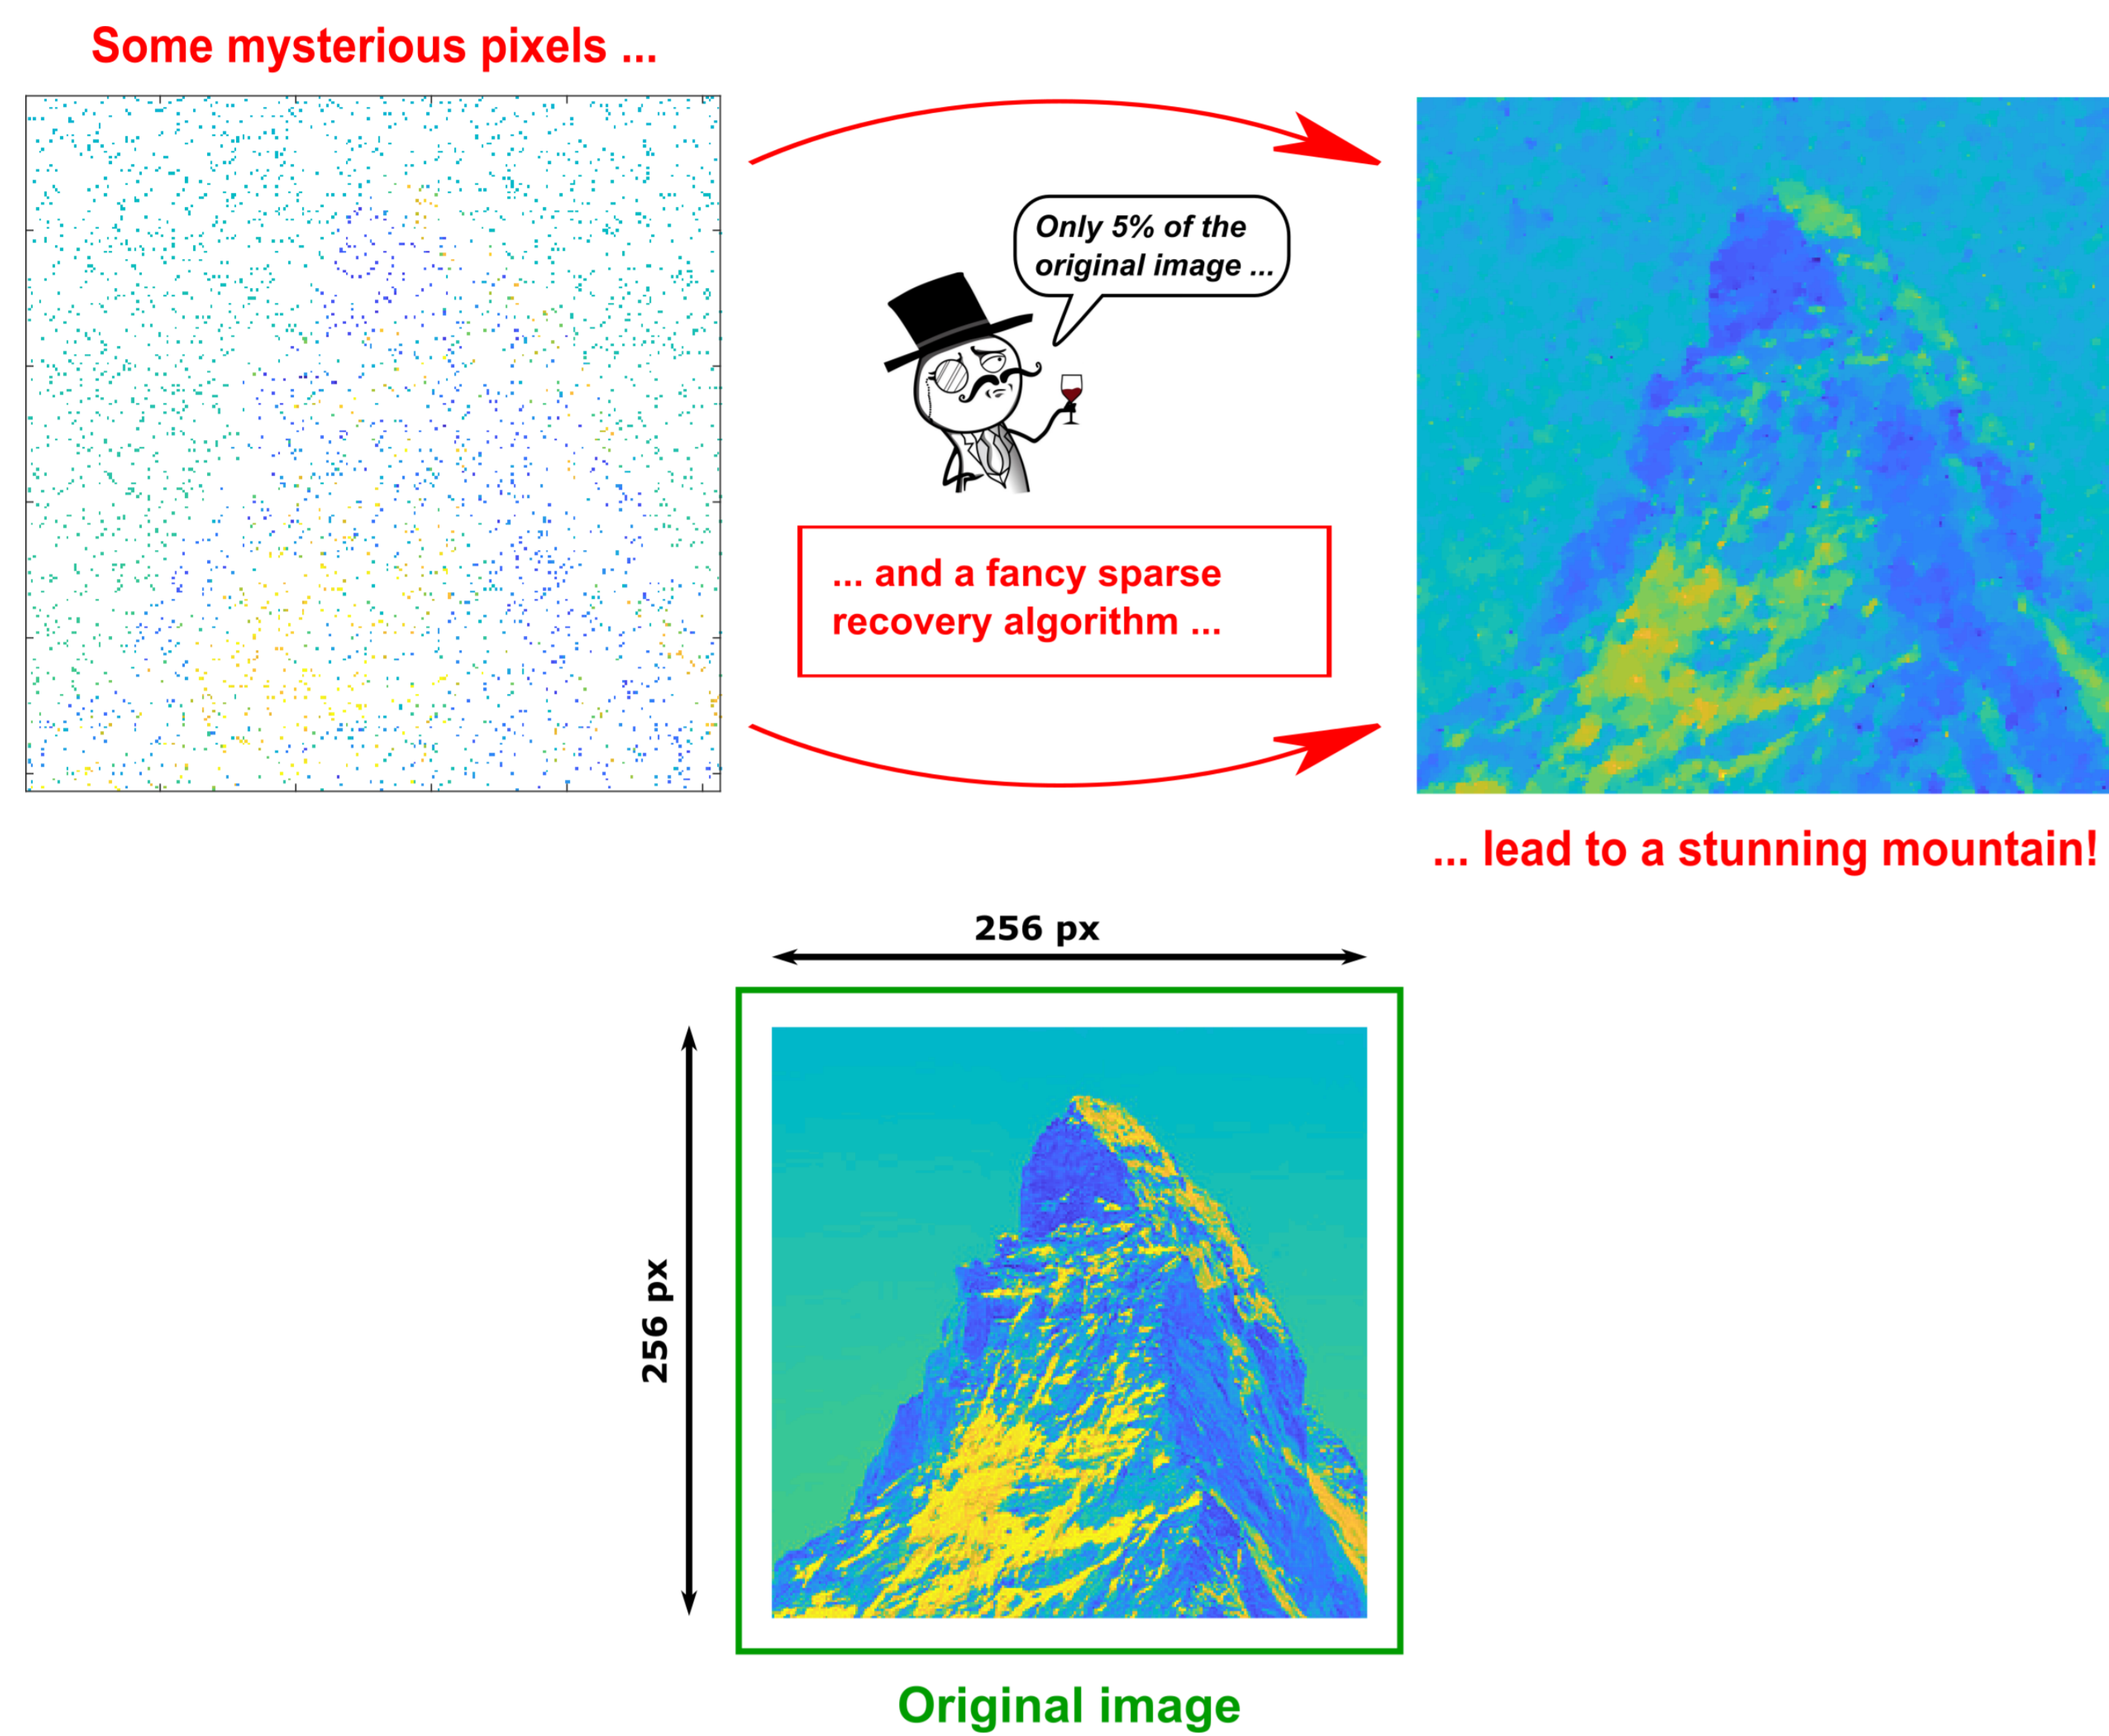 Some mysterious pixels ...
Only 5% of the
original image ...
... and a fancy sparse
recovery algorithm ...
... lead to a stunning mountain!
256 px
256 px
Original image